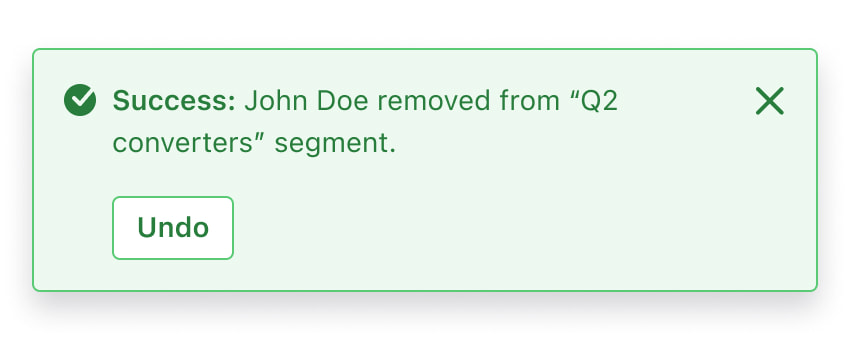 Success: John Doe removed from “Q2
converters” segment.
Undo